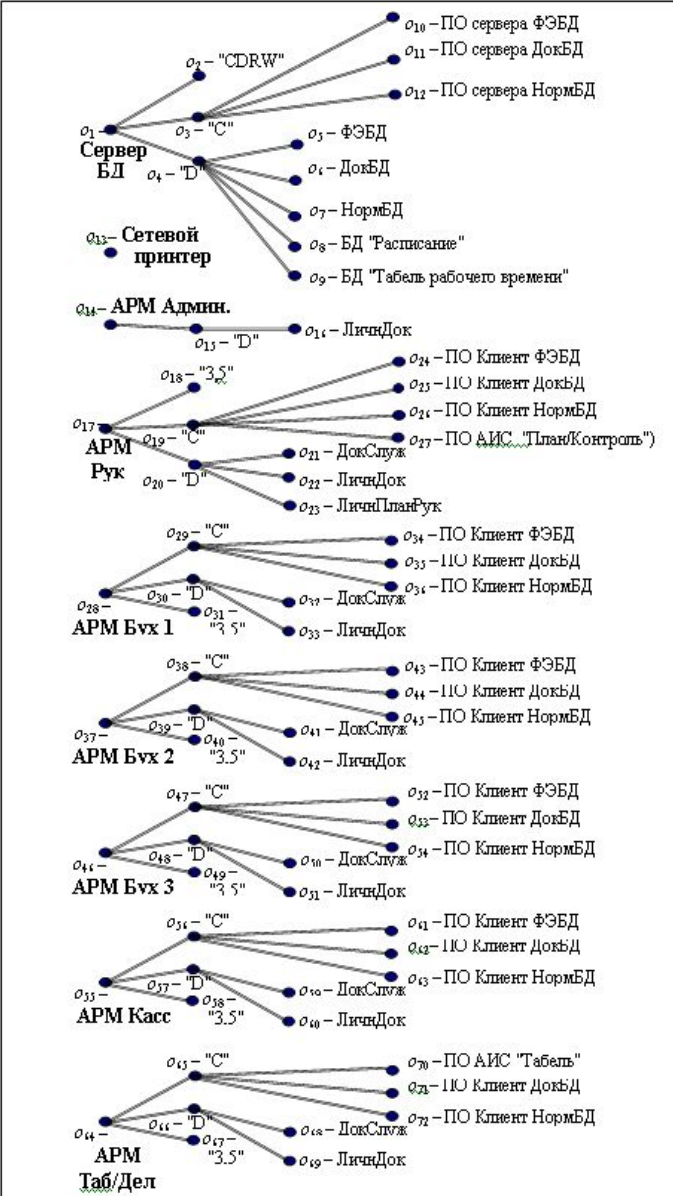 o10 – ПО сервера ФЭБД
o11 – ПО сервера ДокБД
o2 – "CDRW"
o12 – ПО сервера НормБД
o1 –
o3 – "C"
Сервер
БД
o5 – ФЭБД
o4 – "D"
o6 – ДокБД
o7 – НормБД
o8 – БД "Расписание"
o9 – БД "Табель рабочего времени"
o13 – Сетевой
принтер
o14 – АРМ Админ.
o15 – "D"
o16 – ЛичнДок
o24 – ПО Клиент ФЭБД
o18 – "3,5"
o25 – ПО Клиент ДокБД
o26 – ПО Клиент НормБД
o17 –
o19 – "C"
o27 – ПО АИС "План/Контроль")
АРМ
Рук
o21 – ДокСлуж
o20 – "D"
o22 – ЛичнДок
o23 – ЛичнПланРук
o29 – "C"
o34 – ПО Клиент ФЭБД
o35 – ПО Клиент ДокБД
o36 – ПО Клиент НормБД
o28 –
o30 – "D"
o31 –
"3.5"
o32 – ДокСлуж
АРМ Бух 1
o33 – ЛичнДок
o38 – "C"
o43 – ПО Клиент ФЭБД
o44 – ПО Клиент ДокБД
o45 – ПО Клиент НормБД
o37 –
o39 – "D"
o40 –
"3.5"
o41 – ДокСлуж
АРМ Бух 2
o42 – ЛичнДок
o47 – "C"
o52 – ПО Клиент ФЭБД
o53 – ПО Клиент ДокБД
o54 – ПО Клиент НормБД
o46 –
o48 – "D"
o49 –
"3.5"
o50 – ДокСлуж
АРМ Бух 3
o51 – ЛичнДок
o56 – "C"
o61 – ПО Клиент ФЭБД
o62 – ПО Клиент ДокБД
o63 – ПО Клиент НормБД
o55 –
o57 – "D"
o58 –
"3.5"
o59 – ДокСлуж
АРМ Касс
o60 – ЛичнДок
o65 – "C"
o70 – ПО АИС "Табель"
o71 – ПО Клиент ДокБД
o72 – ПО Клиент НормБД
o64 –
o66 – "D"
o67 –
"3.5"
o68 – ДокСлуж
АРМ
Таб/Дел
o69 – ЛичнДок